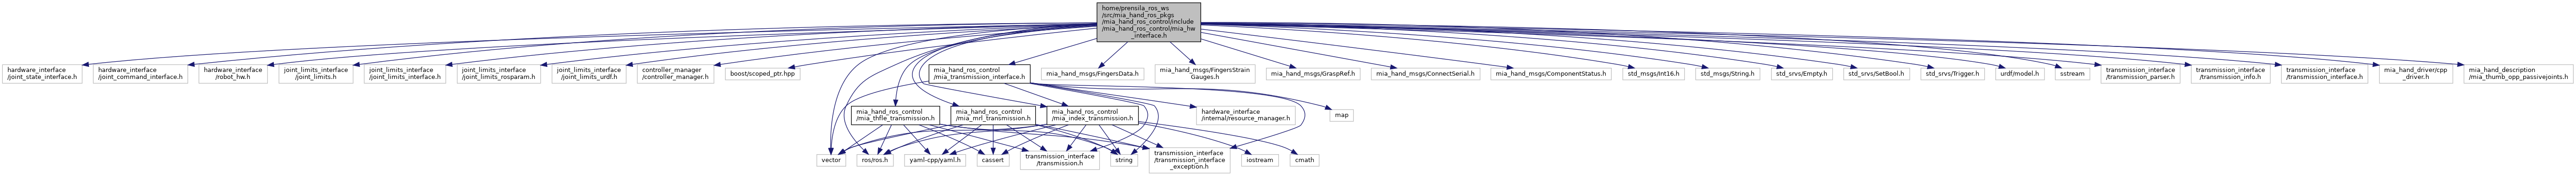 home/prensila_ros_ws
/src/mia_hand_ros_pkgs
/mia_hand_ros_control/include
/mia_hand_ros_control/mia_hw
_interface.h
hardware_interface
/joint_state_interface.h
hardware_interface
/joint_command_interface.h
hardware_interface
/robot_hw.h
joint_limits_interface
/joint_limits.h
joint_limits_interface
/joint_limits_interface.h
joint_limits_interface
/joint_limits_rosparam.h
joint_limits_interface
/joint_limits_urdf.h
controller_manager
/controller_manager.h
boost/scoped_ptr.hpp
mia_hand_ros_control
/mia_transmission_interface.h
mia_hand_msgs/FingersData.h
mia_hand_msgs/FingersStrain
Gauges.h
mia_hand_msgs/GraspRef.h
mia_hand_msgs/ConnectSerial.h
mia_hand_msgs/ComponentStatus.h
std_msgs/Int16.h
std_msgs/String.h
std_srvs/Empty.h
std_srvs/SetBool.h
std_srvs/Trigger.h
urdf/model.h
sstream
transmission_interface
/transmission_parser.h
transmission_interface
/transmission_info.h
transmission_interface
/transmission_interface.h
mia_hand_driver/cpp
_driver.h
mia_hand_description
/mia_thumb_opp_passivejoints.h
mia_hand_ros_control
/mia_thfle_transmission.h
mia_hand_ros_control
/mia_mrl_transmission.h
mia_hand_ros_control
/mia_index_transmission.h
hardware_interface
/internal/resource_manager.h
map
vector
ros/ros.h
yaml-cpp/yaml.h
cassert
transmission_interface
/transmission.h
string
transmission_interface
/transmission_interface
_exception.h
iostream
cmath